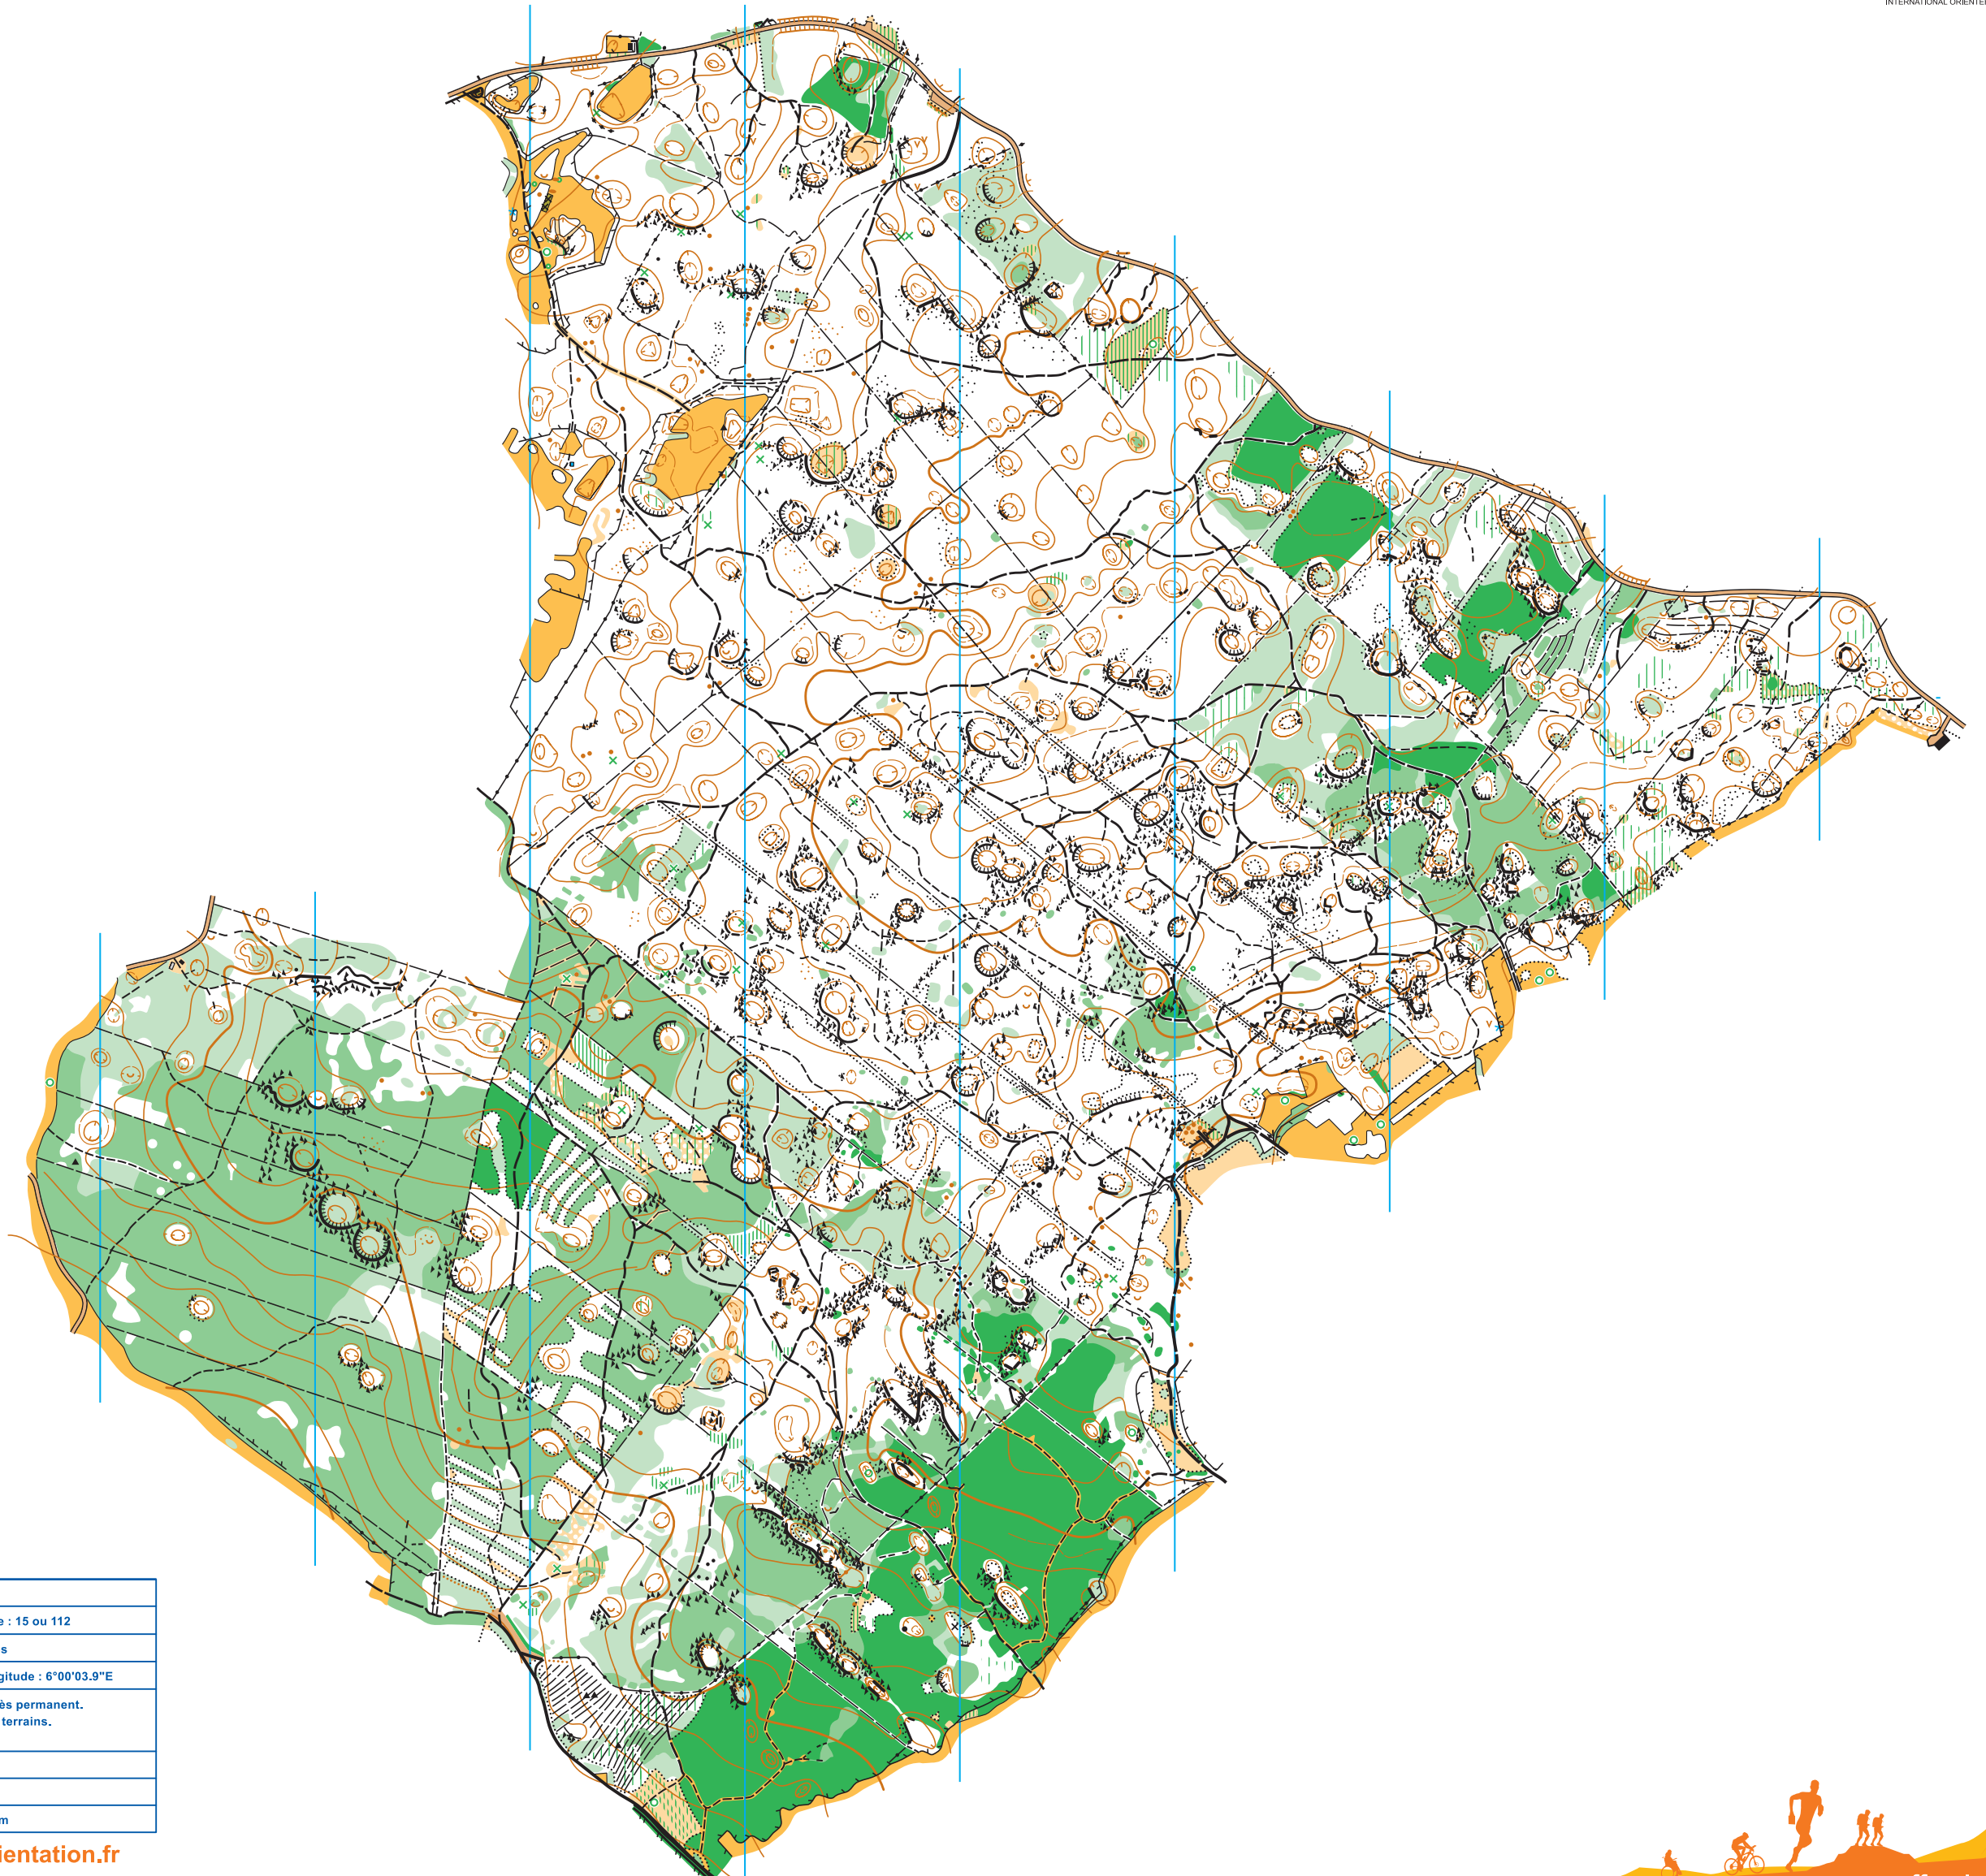 INTERNATIONAL ORIENTE
e : 15 ou 112
s
gitude : 6°00'03.9"E
ès permanent.
terrains.
m
ientation.fr